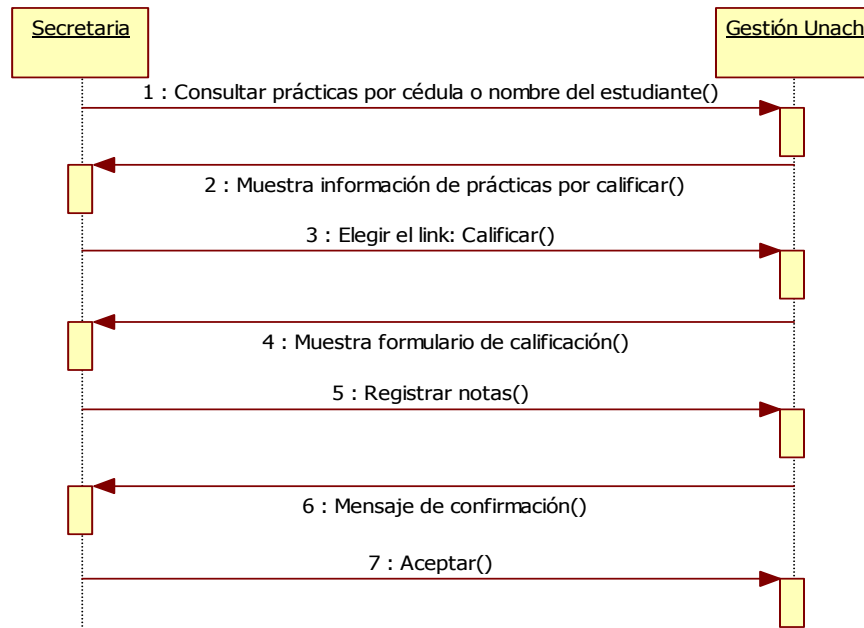 Secretaria
Gestión Unach
1 : Consultar prácticas por cédula o nombre del estudiante()
2 : Muestra información de prácticas por calificar()
3 : Elegir el link: Calificar()
4 : Muestra formulario de calificación()
5 : Registrar notas()
6 : Mensaje de confirmación()
7 : Aceptar()